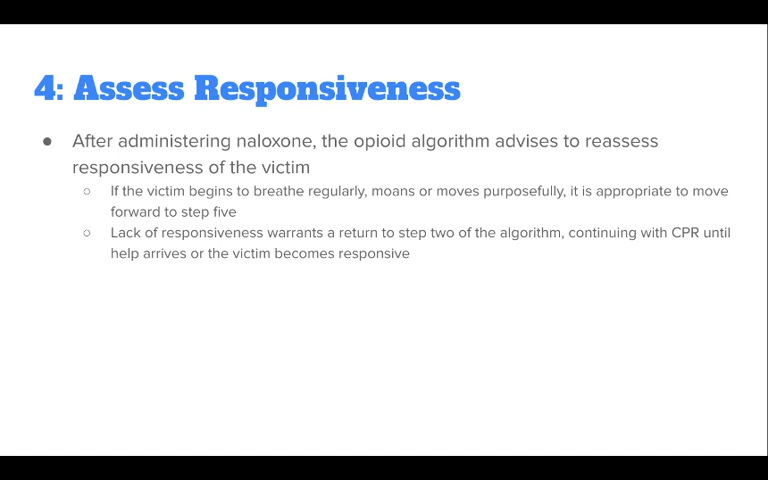 4: Assess Responsiveness
● After administering naloxone, the opioid algorithm advises to reassess
responsiveness of the victim
○ If the victim begins to breathe regularly, moans or moves purposefully, it is appropriate to move
forward to step five
○ Lack of responsiveness warrants a return to step two of the algorithm, continuing with CPR until
help arrives or the victim becomes responsive